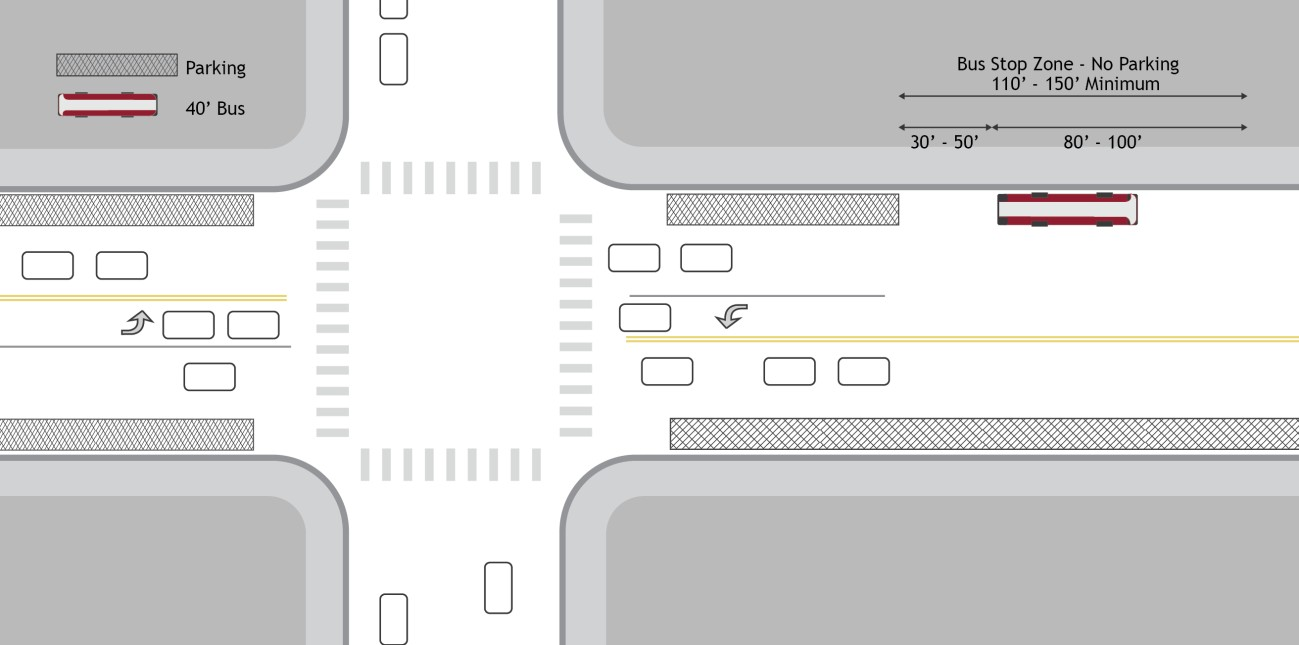 Parking
40’ Bus
Bus Stop Zone - No Parking
110’ - 150’ Minimum
30’ - 50’
80’ - 100’